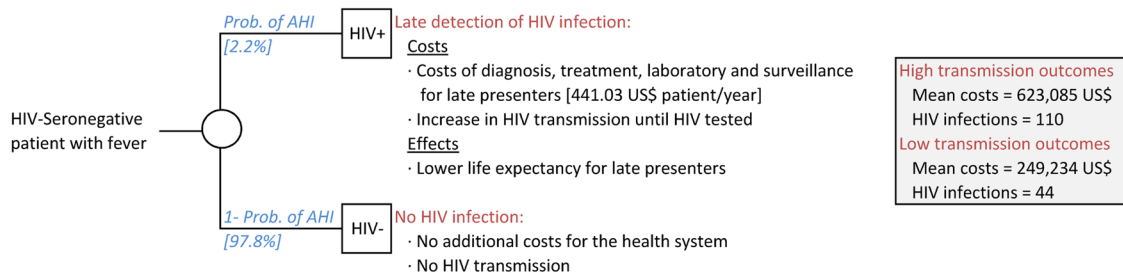 Prob. of AHI
[2.2%]
HIV+
Late detection of HIV infection:
Costs
· Costs of diagnosis, treatment, laboratory and surveillance
for late presenters [441.03 US$ patient/year]
· Increase in HIV transmission until HIV tested
Effects
· Lower life expectancy for late presenters
HIV-Seronegative
patient with fever
1- Prob. of AHI
[97.8%]
HIV-
No HIV infection:
· No additional costs for the health system
· No HIV transmission
High transmission outcomes
Mean costs = 623,085 US$
HIV infections = 110
Low transmission outcomes
Mean costs = 249,234 US$
HIV infections = 44